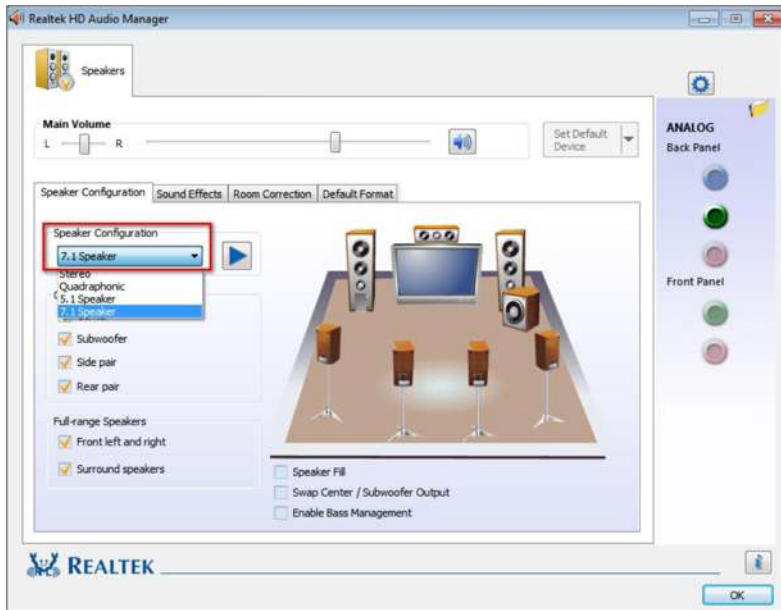 Realtek HD Audio Manager
Speakers
Main Volume
L
R
Set Default
Device
ANALOG
Back Panel
Speaker Configuration
Sound Effects
Room Correction
Default Format
Speaker Configuration
7.1 Speaker
Stereo
Quadraphonic
5.1 Speaker
7.1 Speaker
Subwoofer
Side pair
Rear pair
Front Panel
Full-range Speakers
Front left and right
Surround speakers
Speaker Fill
Swap Center / Subwoofer Output
Enable Bass Management
REALTEK
OK